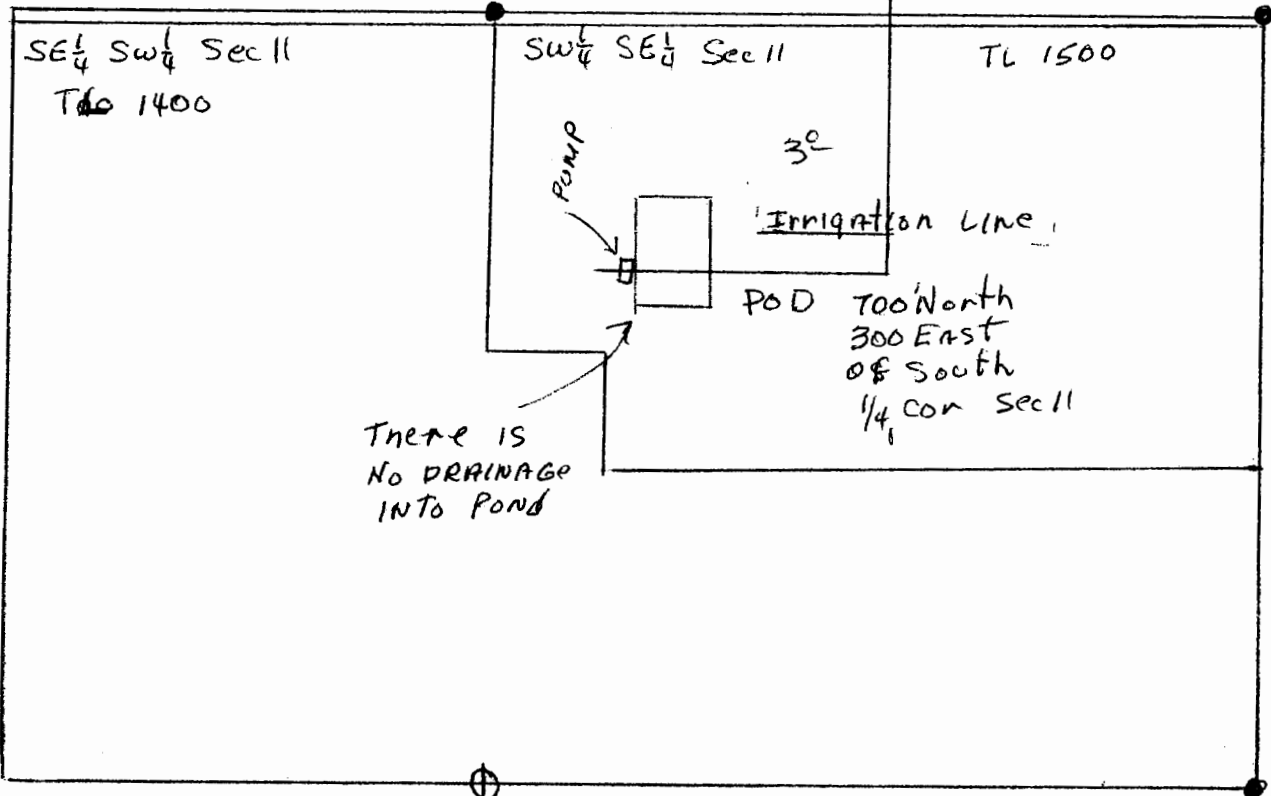 SE¼ SW¼ Sec 11
1400
SW¼ SE¼ Sec 11
TL 1500
PUMP
3º
Irrigation Line
POD 700' North
300 East
of South
1/4 Cor Sec 11
There is
NO DRAINAGE
INTO POND